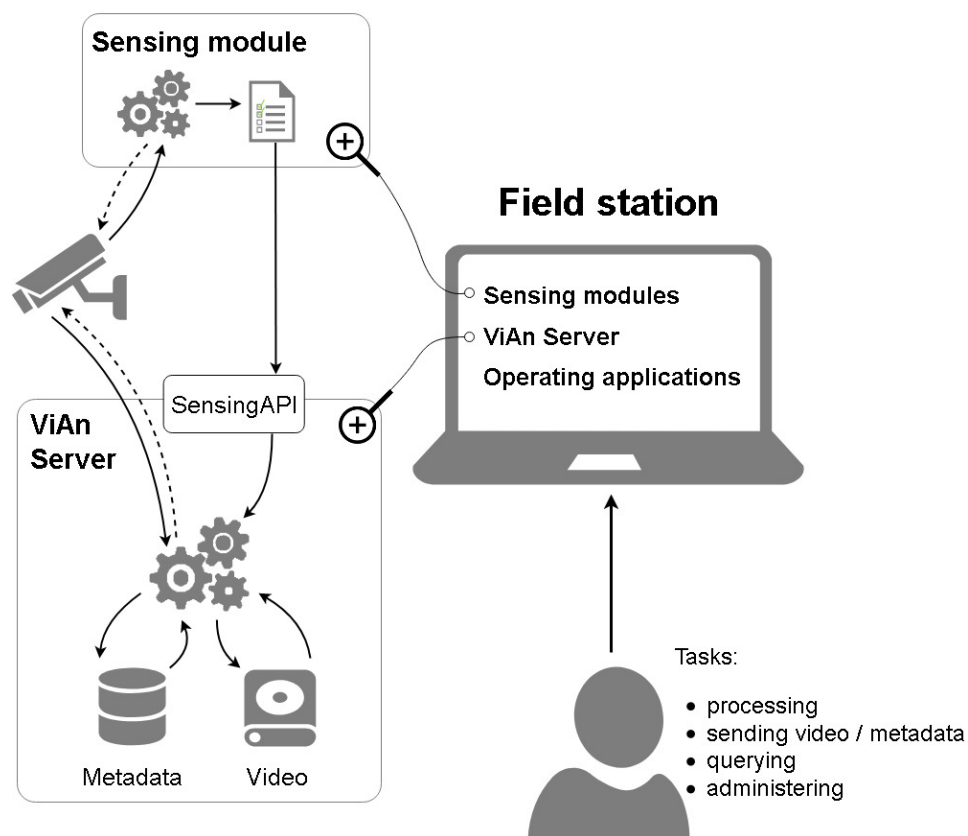 Sensing module
Field station
Sensing modules
ViAn Server
Operating applications
SensingAPI
ViAn
Server
Metadata
Video
Tasks:
• processing
• sending video / metadata
• querying
• administering